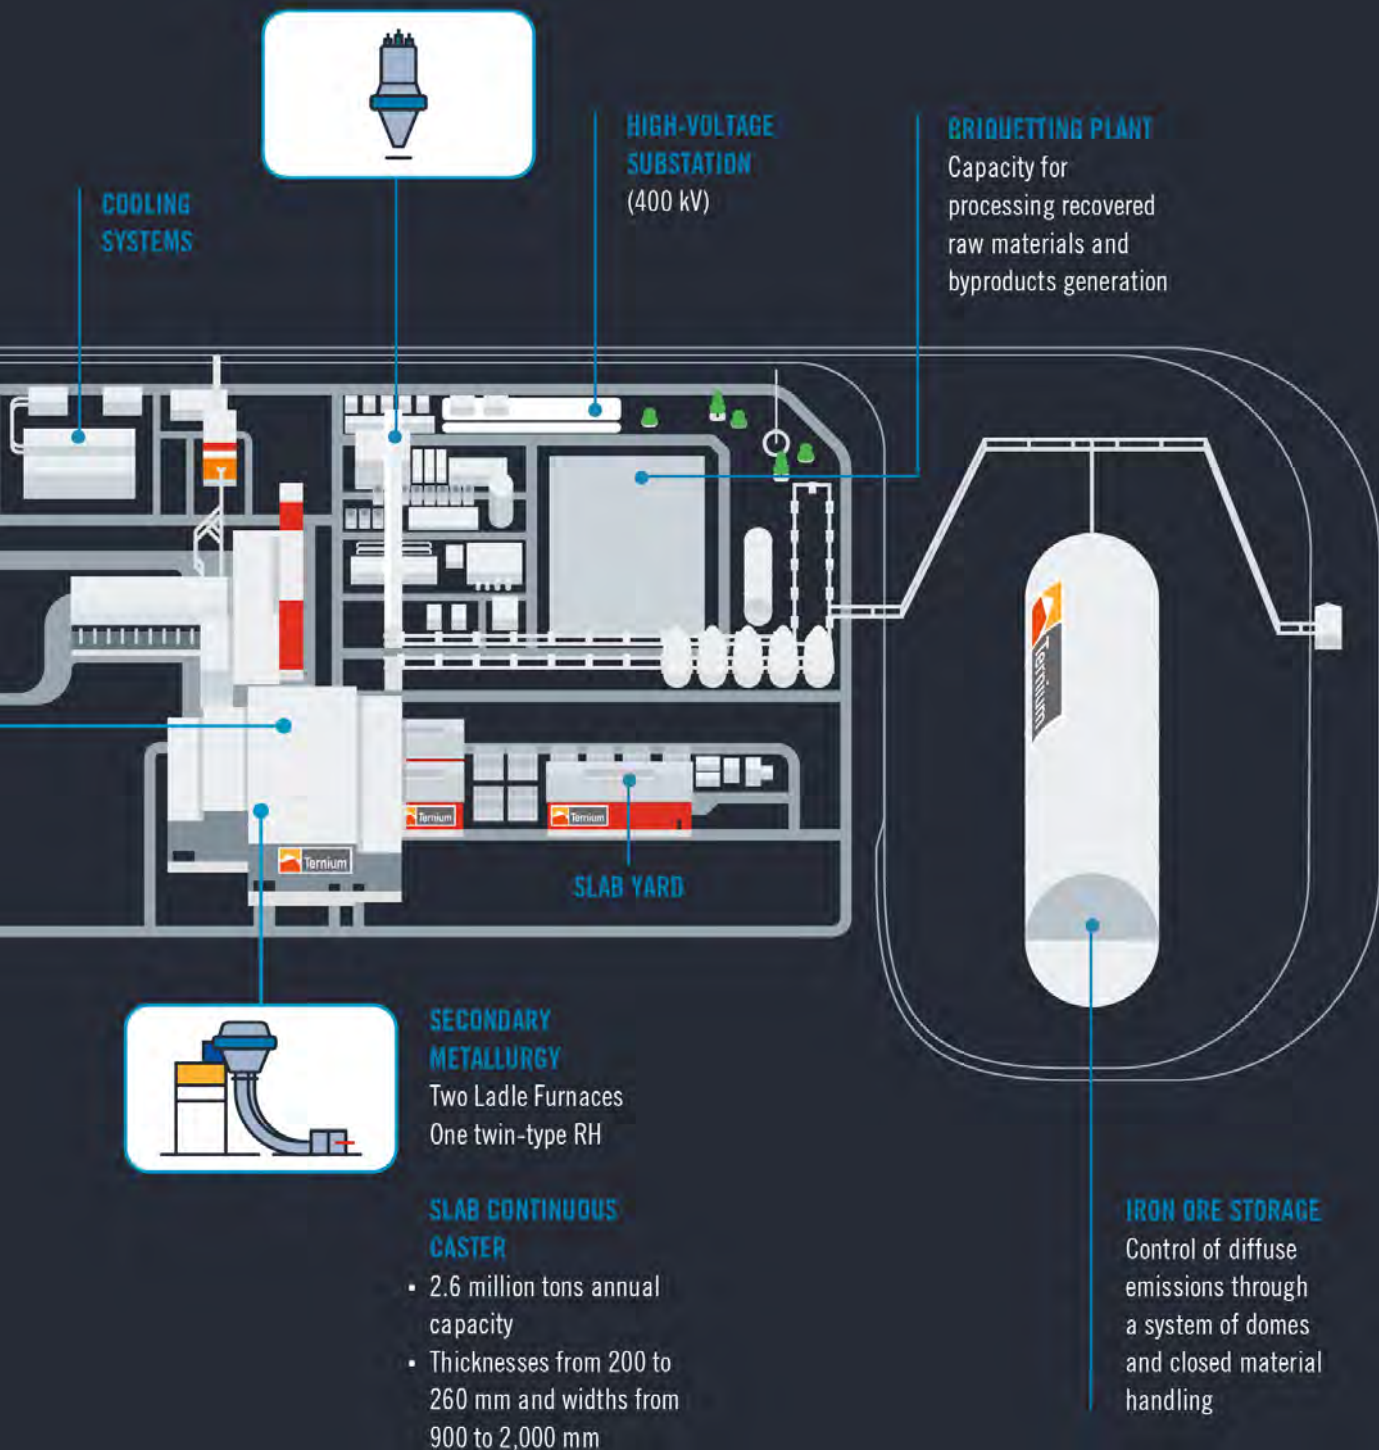 HIGH-VOLTAGE
SUBSTATION
(400 kV)
BRIQUETTING PLANT
Capacity for
processing recovered
raw materials and
byproducts generation
COOLING
SYSTEMS
Ternium
Ternium
Ternium
Ternium
SLAB YARD
SECONDARY
METALLURGY
Two Ladle Furnaces
One twin-type RH
SLAB CONTINUOUS
CASTER
• 2.6 million tons annual
capacity
• Thicknesses from 200 to
260 mm and widths from
900 to 2,000 mm
IRON ORE STORAGE
Control of diffuse
emissions through
a system of domes
and closed material
handling